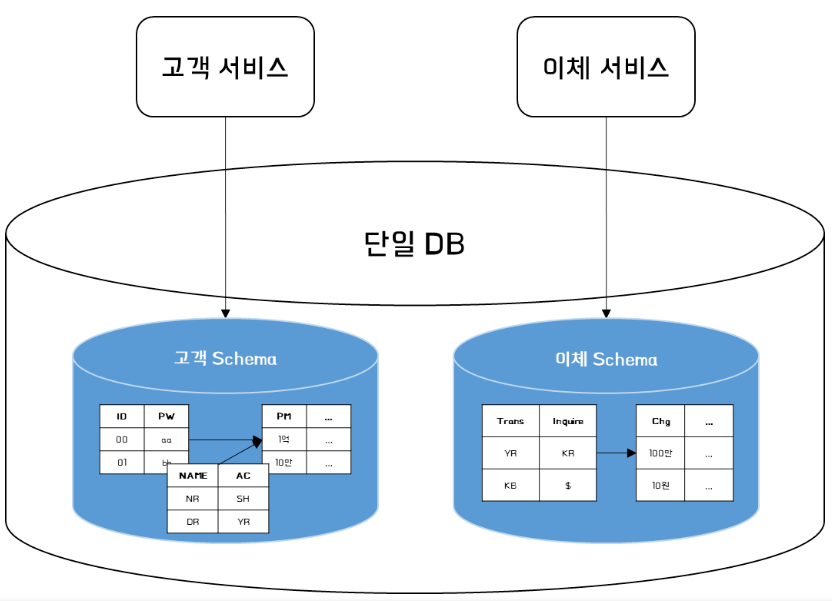 고객 서비스
이체 서비스
단일 DB
고객 Schema
ID PW
00 aa
01
PM ...
1억 ...
10만 ...
NAME AC
NR SH
DR YR
이체 Schema
Trans Inquire
YR KR
KB $
Chg ...
100만 ...
10원 ...